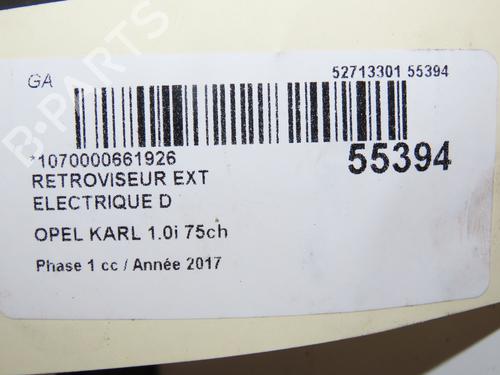 GA
52713301 55394
*1070000661926
55394
RETROVISEUR EXT
ELECTRIQUE D
OPEL KARL 1.0i 75ch
Phase 1 cc / Année 2017
B-PARTS